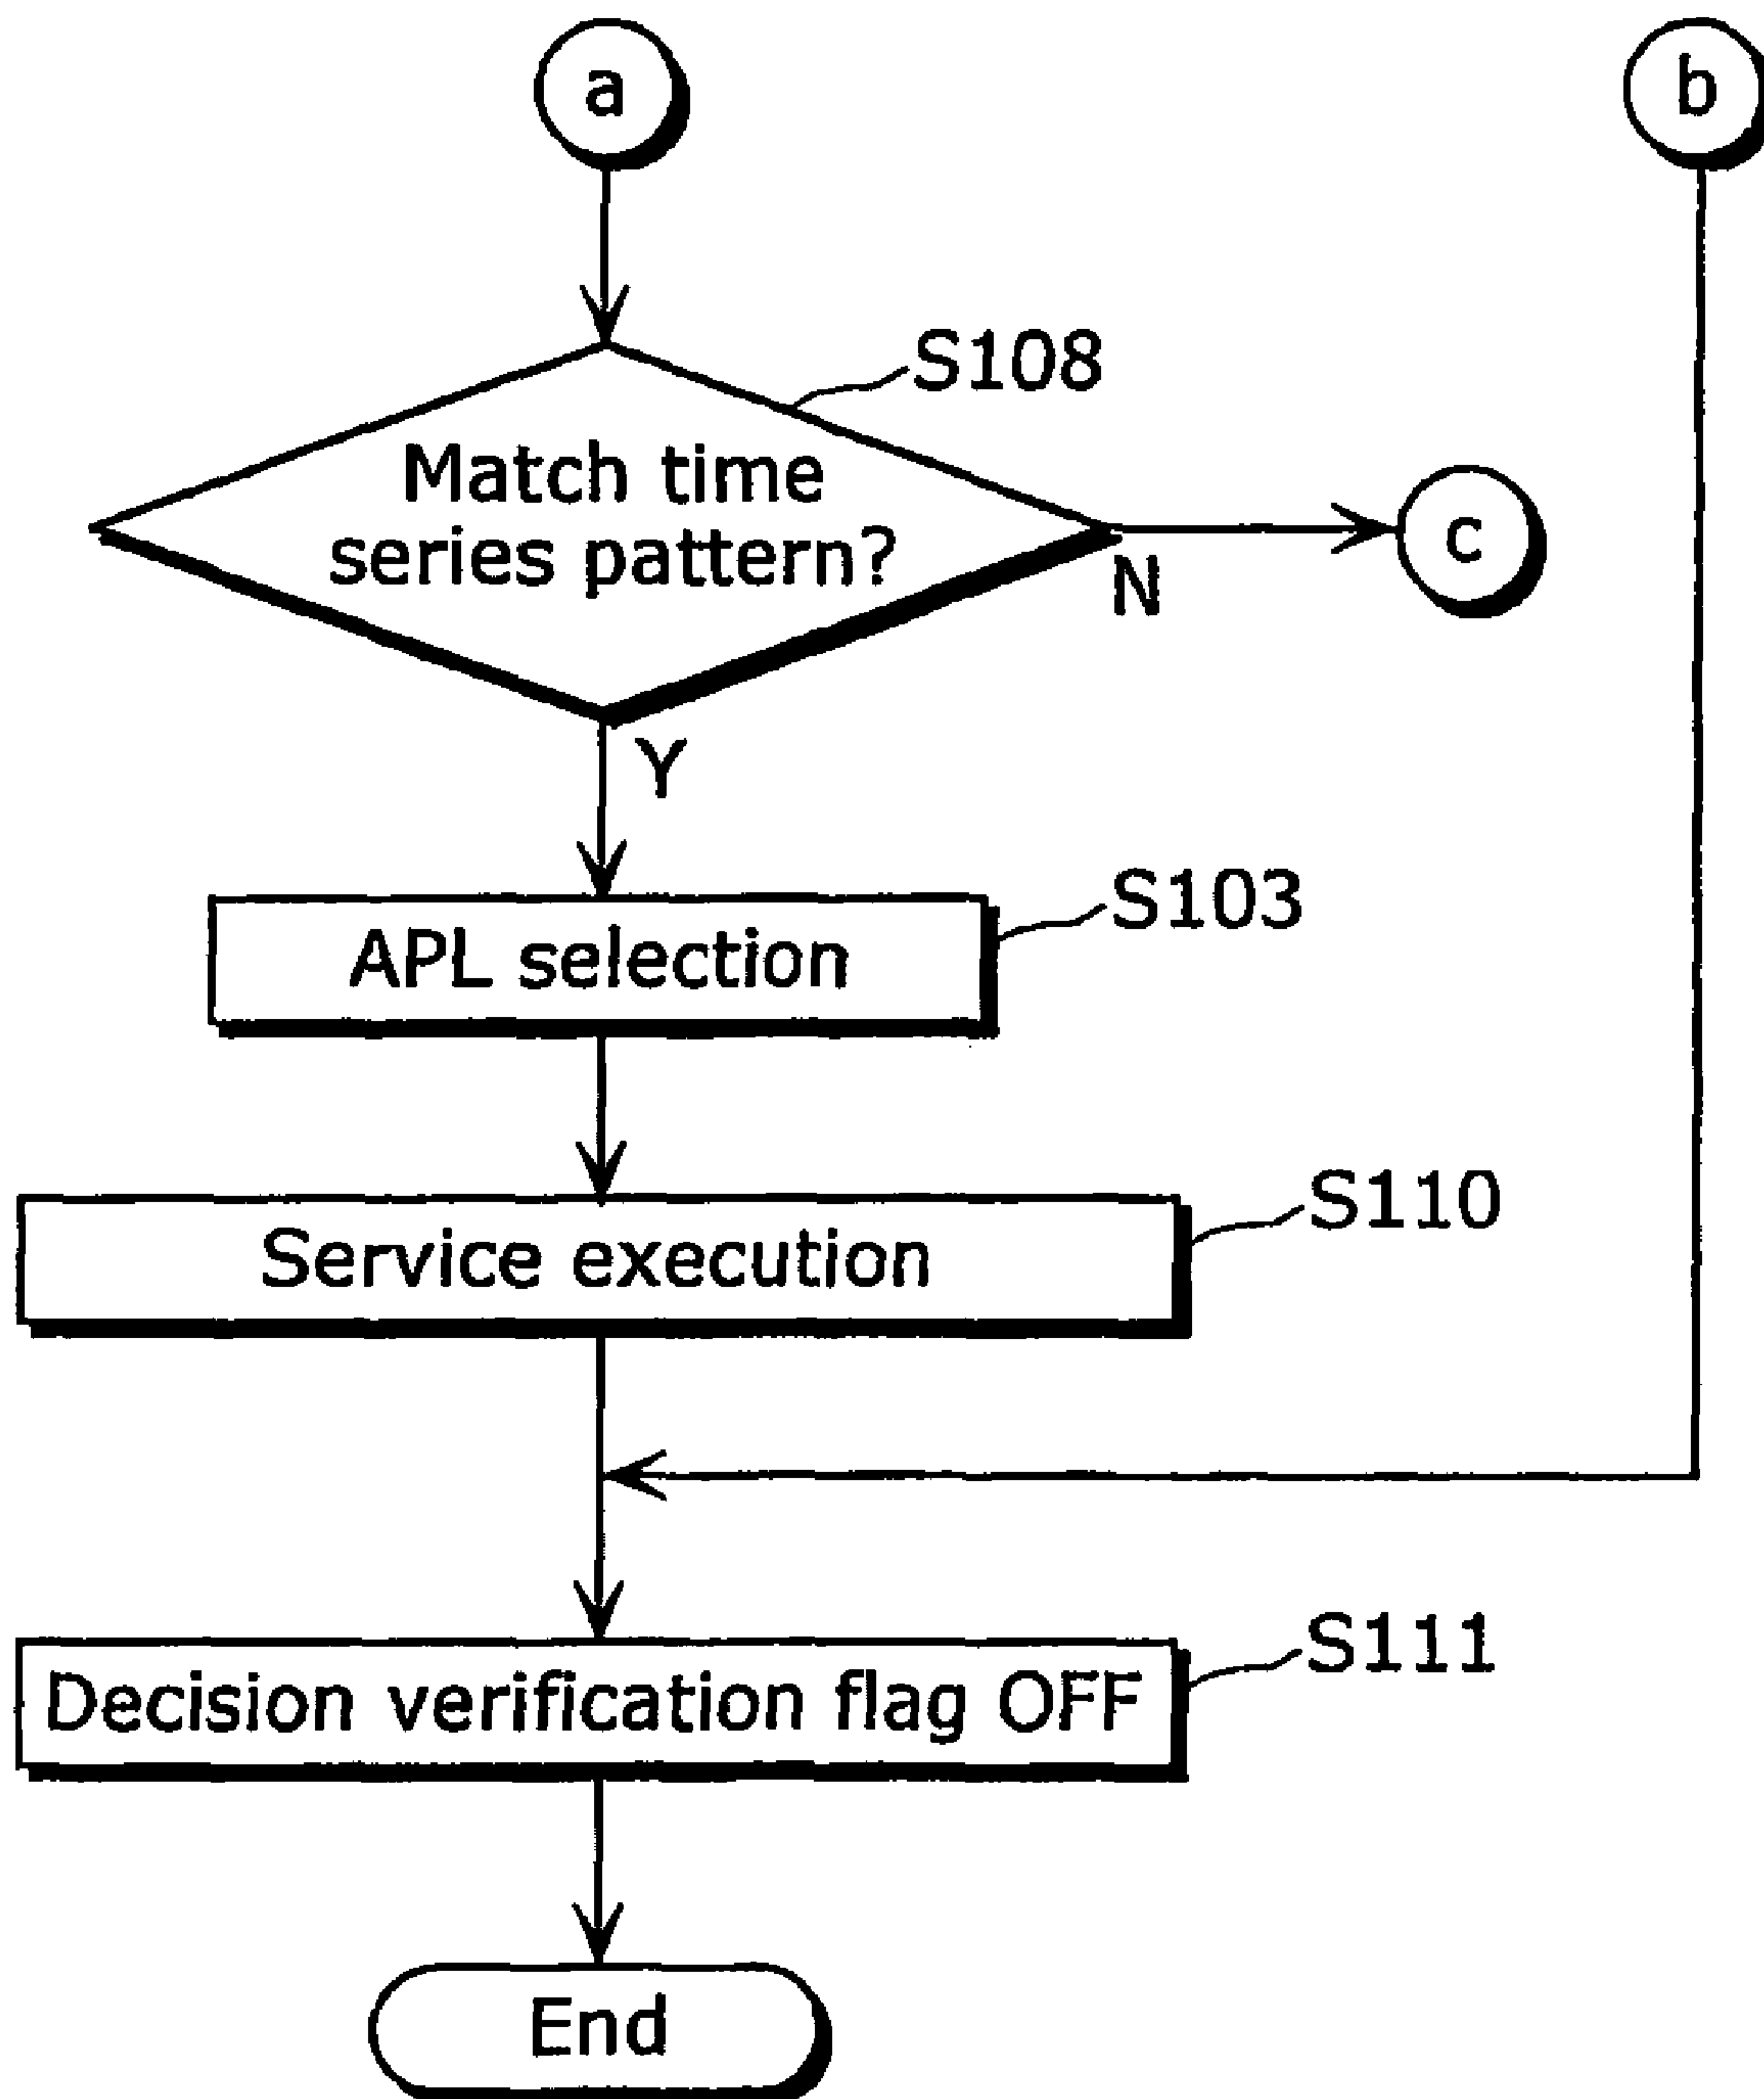 a
b
S108
Match time
series pattern?
c
N
Y
S103
APL selection
S110
Service execution
S111
Decision verification flag OFF
End